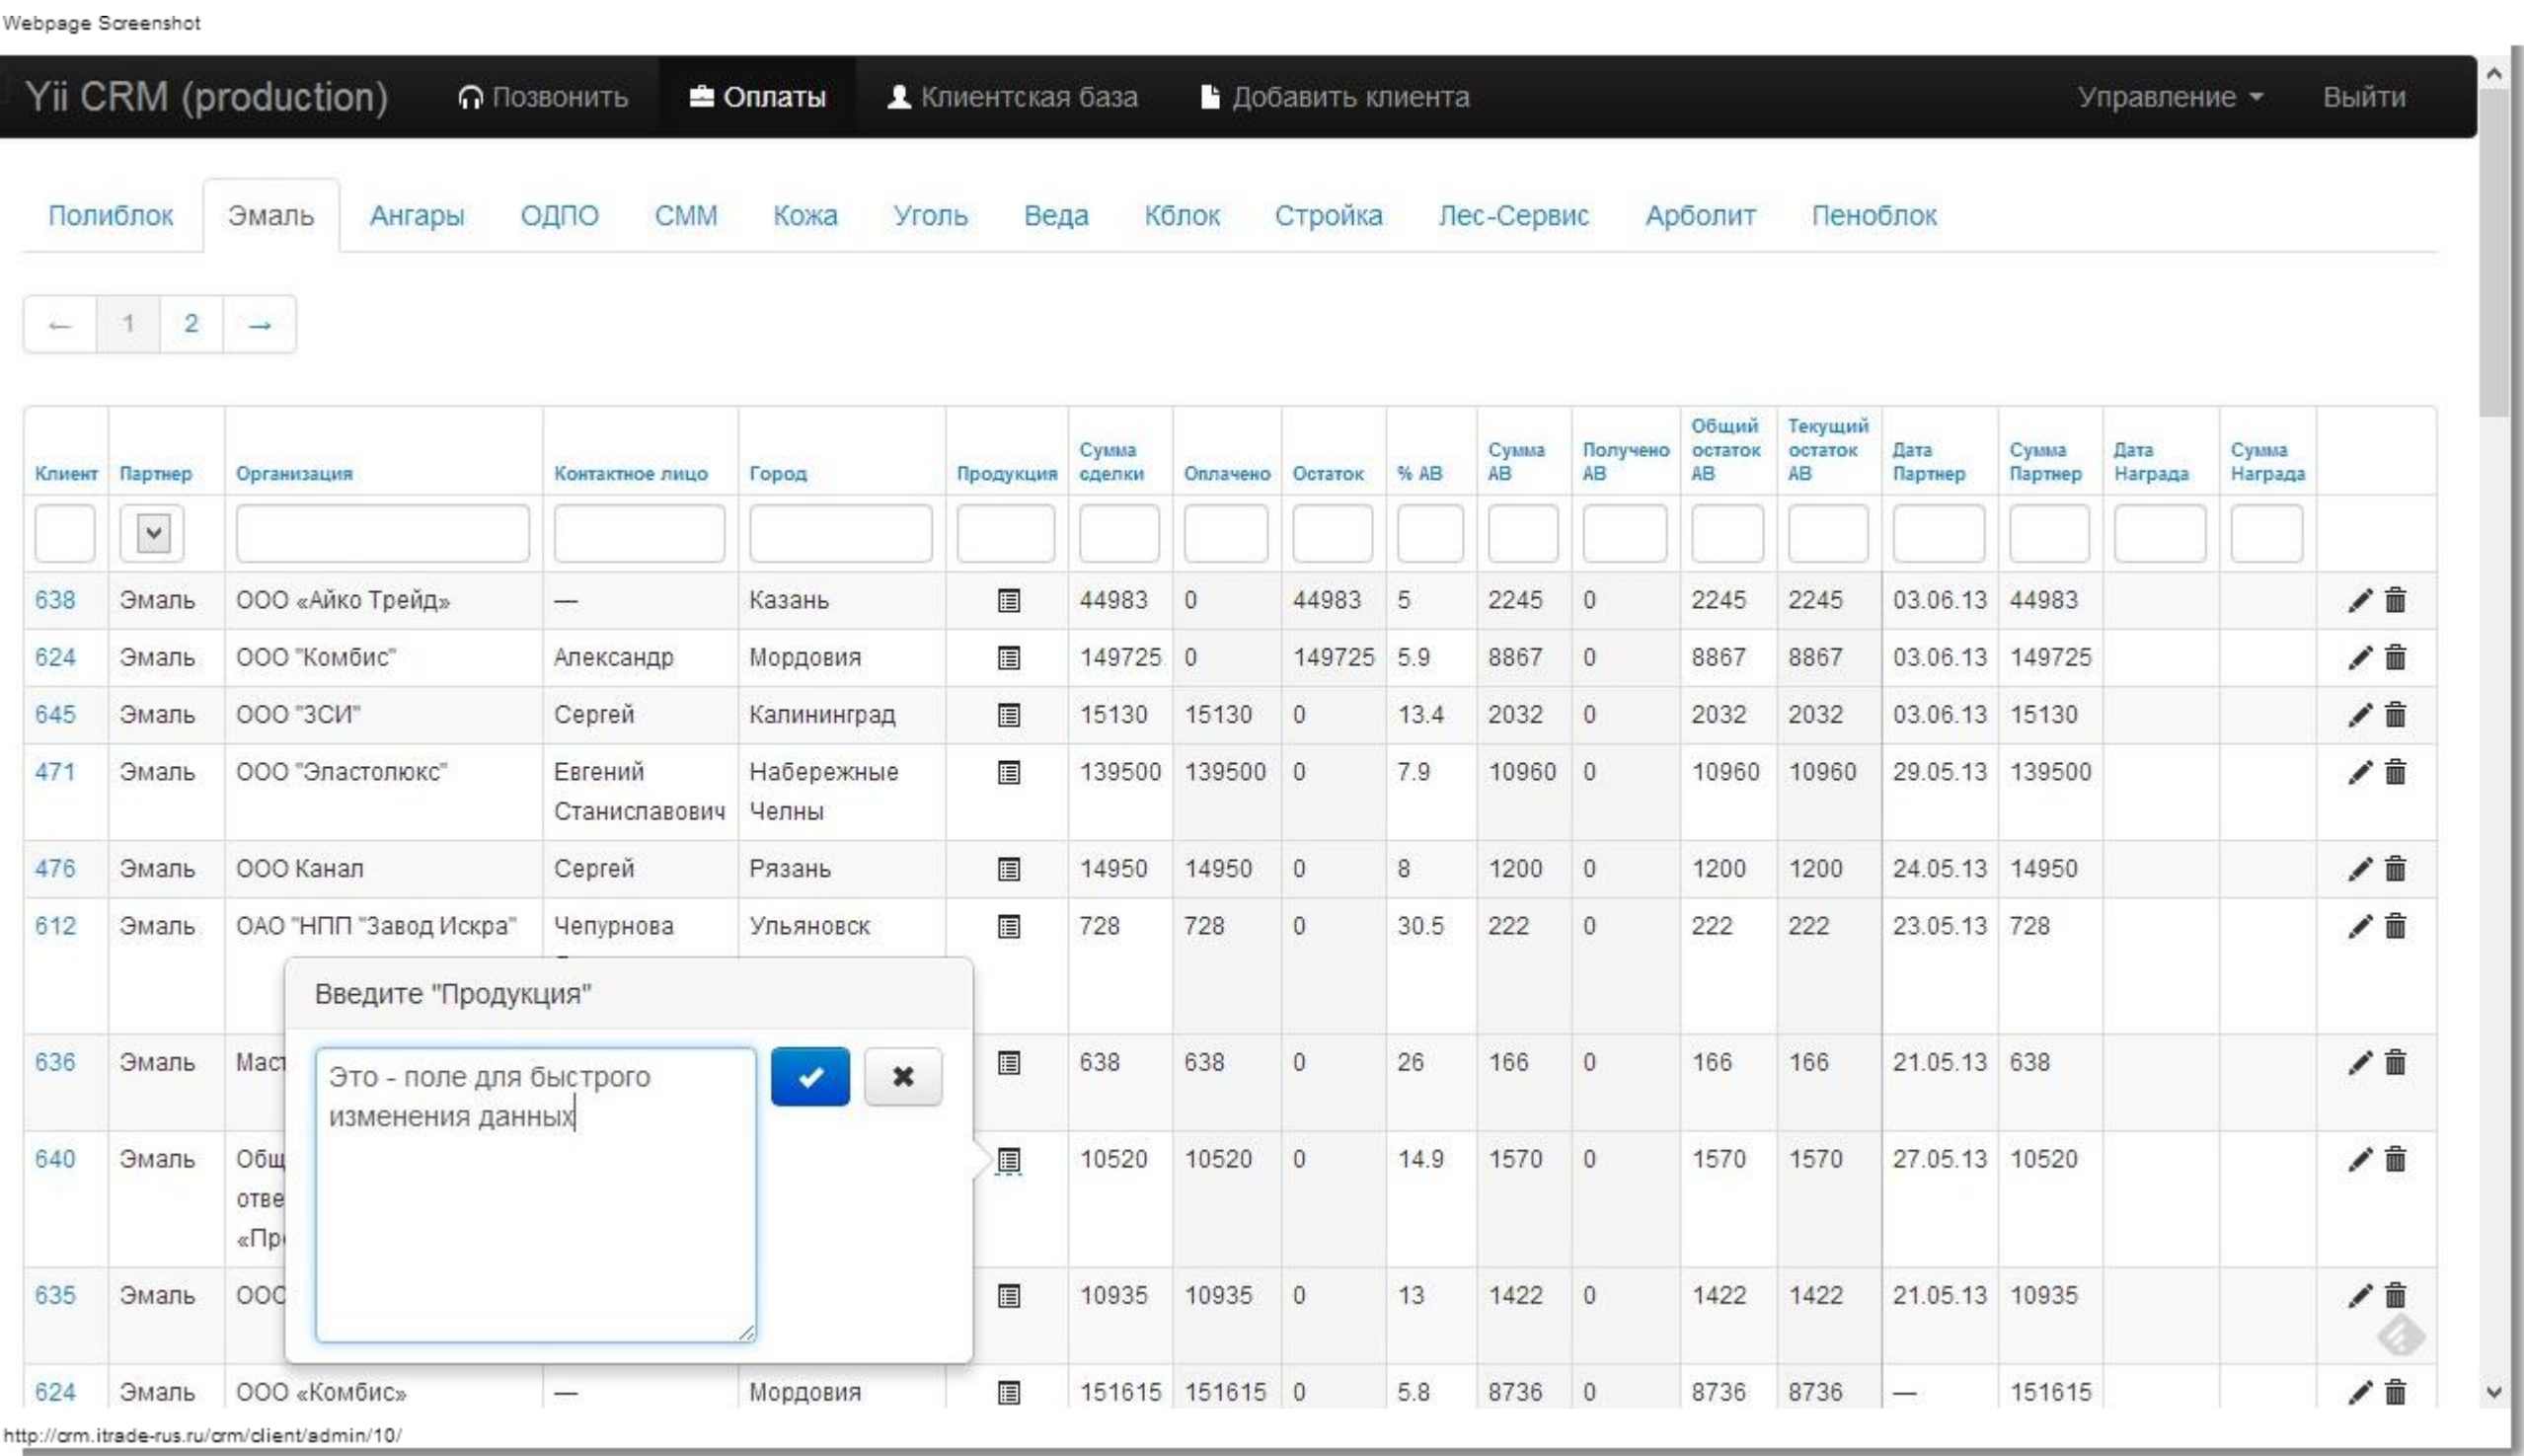 Webpage Screenshot
Yii CRM (production) Позвонить Оплаты Клиентская база Добавить клиента Управление Выйти
Полиблок Эмаль Ангары ОДПО СММ Кожа Уголь Веда Кблок Стройка Лес-Сервис Арболит Пеноблок
← 1 2 →
Клиент Партнер Организация Контактное лицо Город Продукция Сумма сделки Оплачено Остаток % АВ Сумма АВ Получено АВ Общий остаток АВ Текущий остаток АВ Дата Партнер Сумма Партнер Дата Награда Сумма Награда
638 Эмаль ООО «Айко Трейд» — Казань 44983 0 44983 5 2245 0 2245 2245 03.06.13 44983
624 Эмаль ООО "Комбис" Александр Мордовия 149725 0 149725 5.9 8867 0 8867 8867 03.06.13 149725
645 Эмаль ООО "ЗСИ" Сергей Калининград 15130 15130 0 13.4 2032 0 2032 2032 03.06.13 15130
471 Эмаль ООО "Эластолюкс" Евгений Станиславович Набережные Челны 139500 139500 0 7.9 10960 0 10960 10960 29.05.13 139500
476 Эмаль ООО Канал Сергей Рязань 14950 14950 0 8 1200 0 1200 1200 24.05.13 14950
612 Эмаль ОАО "НПП "Завод Искра" Чепурнова Ульяновск 728 728 0 30.5 222 0 222 222 23.05.13 728
Введите "Продукция"
Это - поле для быстрого
изменения данных
636 Эмаль Маст 638 638 0 26 166 0 166 166 21.05.13 638
640 Эмаль Общ отве «Пр 10520 10520 0 14.9 1570 0 1570 1570 27.05.13 10520
635 Эмаль ООО 10935 10935 0 13 1422 0 1422 1422 21.05.13 10935
624 Эмаль ООО «Комбис» — Мордовия 151615 151615 0 5.8 8736 0 8736 8736 — 151615
http://crm.itrade-rus.ru/crm/client/admin/10/